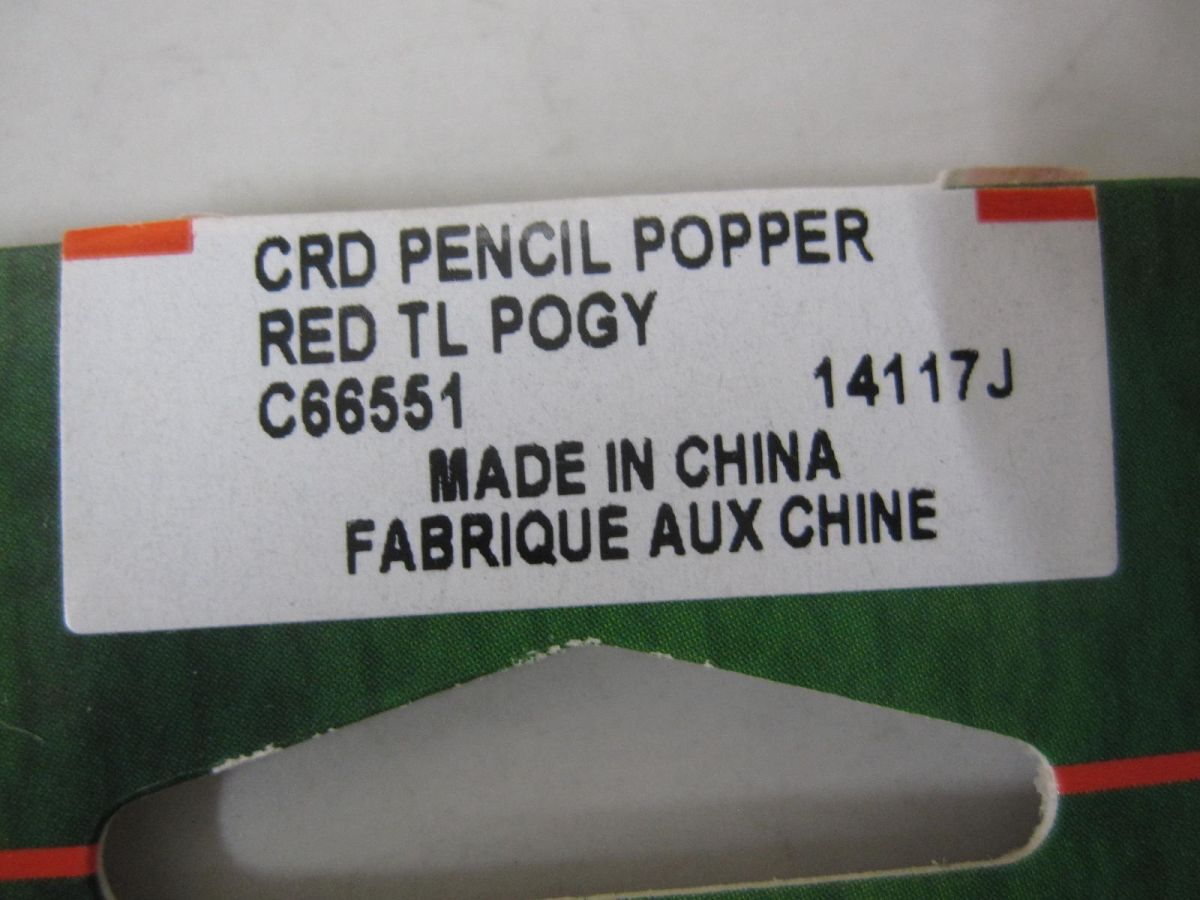 CRD PENCIL POPPER
RED TL POGY
C66551 14117J
MADE IN CHINA
FABRIQUE AUX CHINE